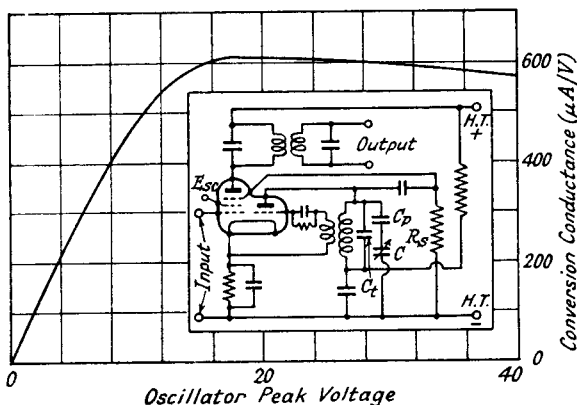 600
400
200
0
Conversion Conductance (μA/V)
H.T.
+
Output
Esc
Cp
Rs
C
Input
Ct
H.T.
−
0
20
40
Oscillator Peak Voltage